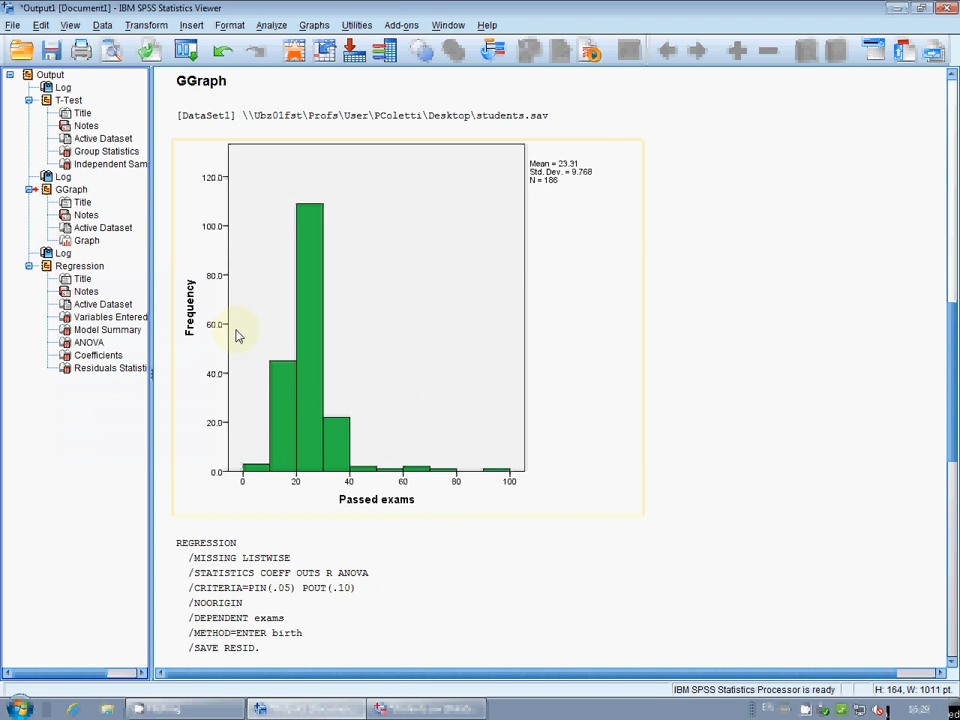 *Output1 [Document1] - IBM SPSS Statistics Viewer
File Edit View Data Transform Insert Format Analyze Graphs Utilities Add-ons Window Help
Output
Log
T-Test
Title
Notes
Active Dataset
Group Statistics
Independent Sam
Log
GGraph
Title
Notes
Active Dataset
Graph
Log
Regression
Title
Notes
Active Dataset
Variables Entered
Model Summary
ANOVA
Coefficients
Residuals Statisti
GGraph
[DataSet1] \\Ubz01fst\Profs\User\PColetti\Desktop\students.sav
Mean = 23.31
Std. Dev. = 9.768
N = 186
120.0
100.0
80.0
60.0
40.0
20.0
0.0
Frequency
0 20 40 60 80 100
Passed exams
REGRESSION
/MISSING LISTWISE
/STATISTICS COEFF OUTS R ANOVA
/CRITERIA=PIN(.05) POUT(.10)
/NOORIGIN
/DEPENDENT exams
/METHOD=ENTER birth
/SAVE RESID.
IBM SPSS Statistics Processor is ready H: 164, W: 1011 pt.
EN 15.29